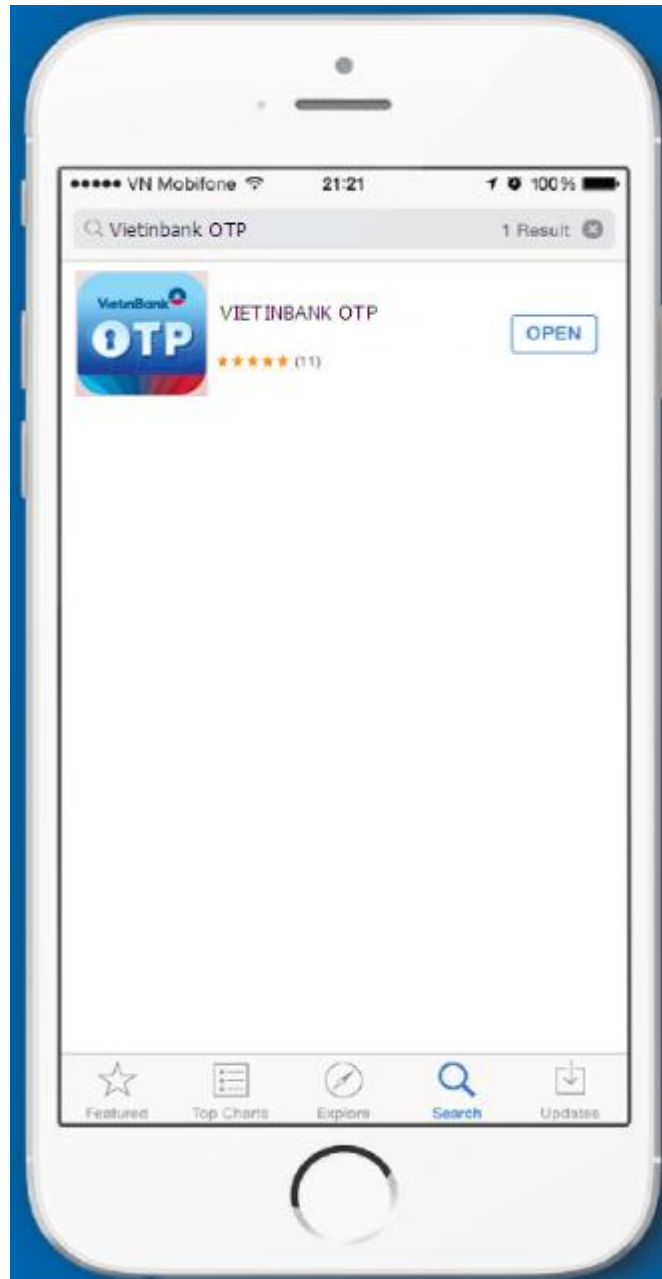 VN Mobifone 21:21 100%
Vietinbank OTP 1 Result
VietinBank
OTP
VIETINBANK OTP
OPEN
(11)
Featured Top Charts Explore Search Updates